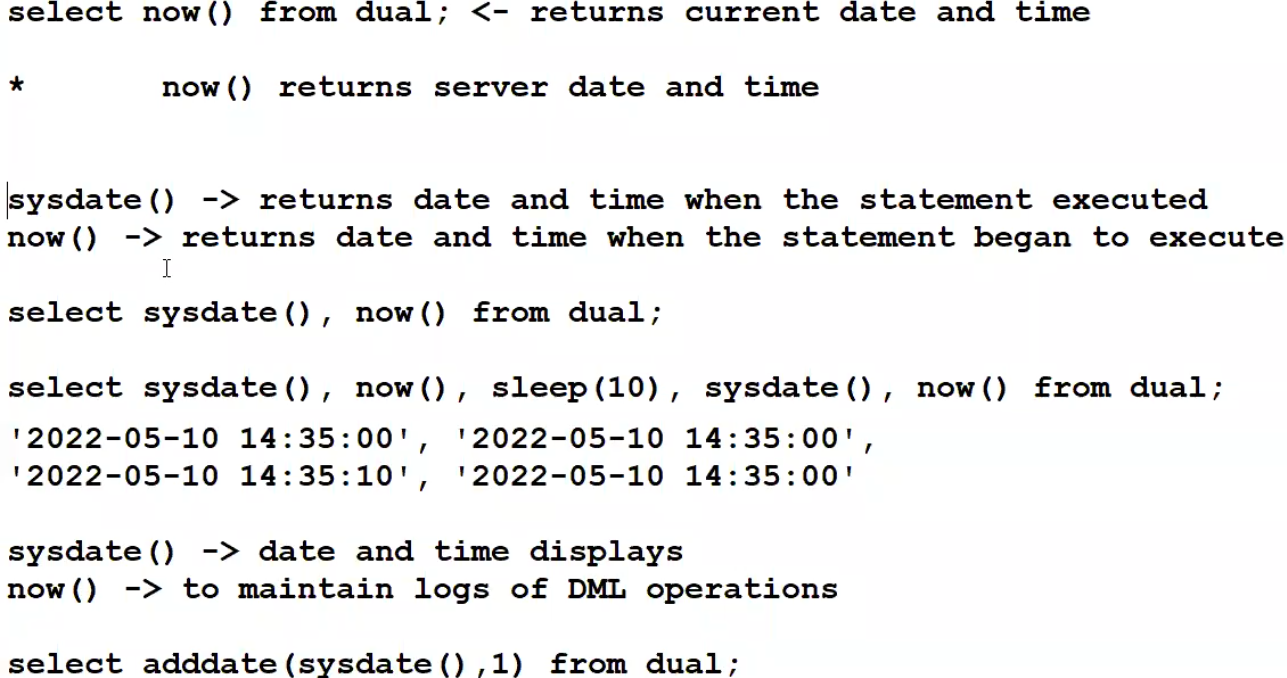 select now() from dual; <- returns current date and time
* now() returns server date and time
sysdate() -> returns date and time when the statement executed
now() -> returns date and time when the statement began to execute
select sysdate(), now() from dual;
select sysdate(), now(), sleep(10), sysdate(), now() from dual;
'2022-05-10 14:35:00', '2022-05-10 14:35:00',
'2022-05-10 14:35:10', '2022-05-10 14:35:00'
sysdate() -> date and time displays
now() -> to maintain logs of DML operations
select adddate(sysdate(),1) from dual;